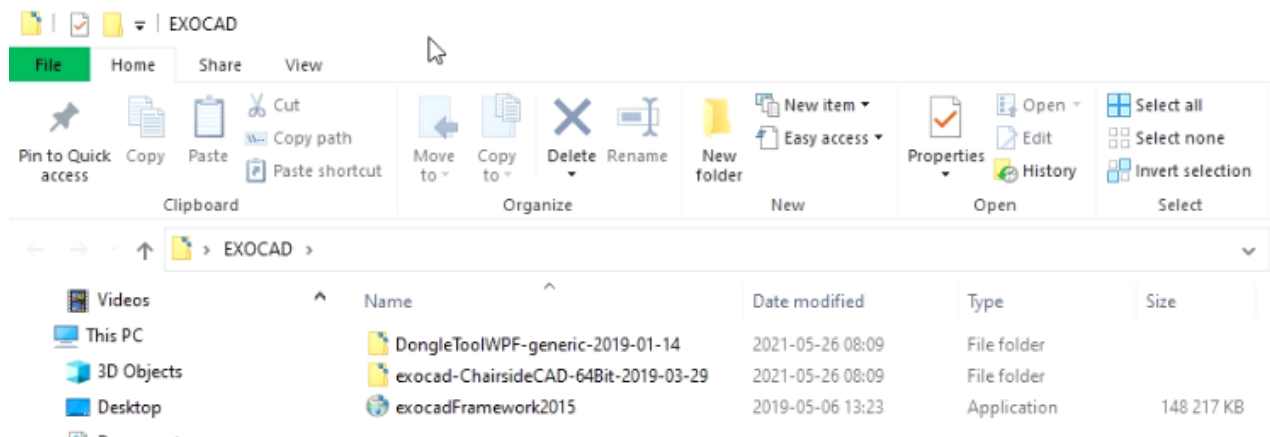 EXOCAD
File Home Share View
Pin to Quick access
Copy
Paste
Cut
Copy path
Paste shortcut
Clipboard
Move to
Copy to
Delete
Rename
Organize
New folder
New item
Easy access
New
Properties
Open
Edit
History
Open
Select all
Select none
Invert selection
Select
EXOCAD
Videos
This PC
3D Objects
Desktop
Name Date modified Type Size
DongleToolWPF-generic-2019-01-14 2021-05-26 08:09 File folder
exocad-ChairsideCAD-64Bit-2019-03-29 2021-05-26 08:09 File folder
exocadFramework2015 2019-05-06 13:23 Application 148 217 KB